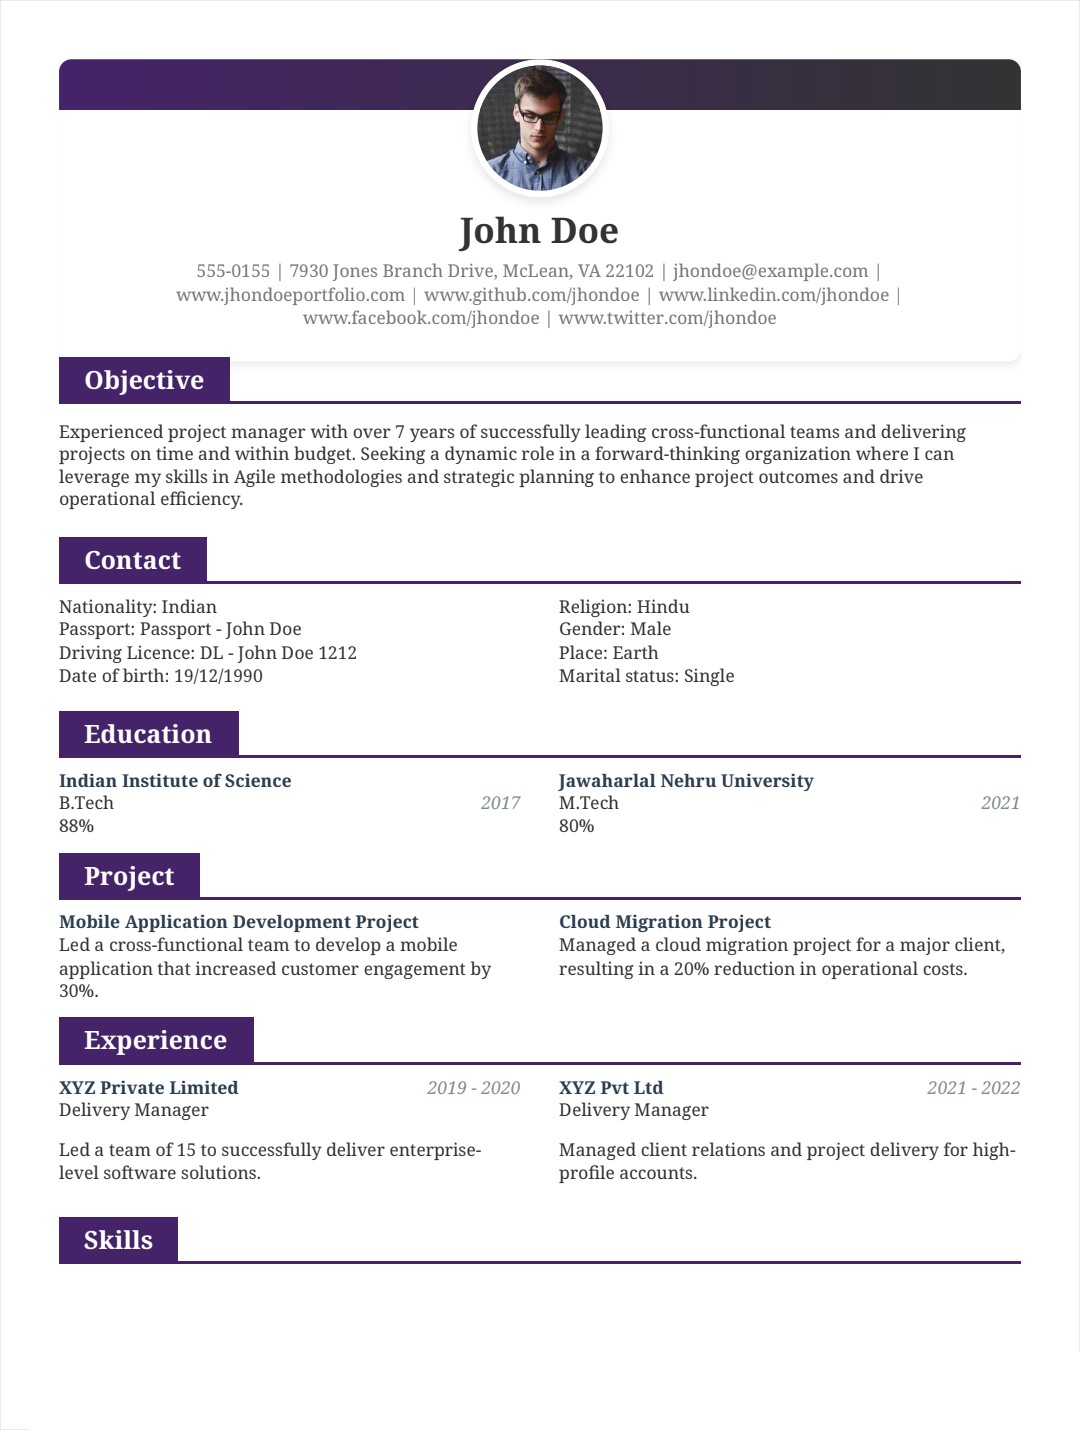 John Doe
555-0155 | 7930 Jones Branch Drive, McLean, VA 22102 | jhondoe@example.com |
www.jhondoeportfolio.com | www.github.com/jhondoe | www.linkedin.com/jhondoe |
www.facebook.com/jhondoe | www.twitter.com/jhondoe
Objective
Experienced project manager with over 7 years of successfully leading cross-functional teams and delivering
projects on time and within budget. Seeking a dynamic role in a forward-thinking organization where I can
leverage my skills in Agile methodologies and strategic planning to enhance project outcomes and drive
operational efficiency.
Contact
Nationality: Indian
Passport: Passport - John Doe
Driving Licence: DL - John Doe 1212
Date of birth: 19/12/1990
Religion: Hindu
Gender: Male
Place: Earth
Marital status: Single
Education
Indian Institute of Science
B.Tech 2017
88%
Jawaharlal Nehru University
M.Tech 2021
80%
Project
Mobile Application Development Project
Led a cross-functional team to develop a mobile
application that increased customer engagement by
30%.
Cloud Migration Project
Managed a cloud migration project for a major client,
resulting in a 20% reduction in operational costs.
Experience
XYZ Private Limited 2019 - 2020
Delivery Manager
Led a team of 15 to successfully deliver enterprise-
level software solutions.
XYZ Pvt Ltd 2021 - 2022
Delivery Manager
Managed client relations and project delivery for high-
profile accounts.
Skills